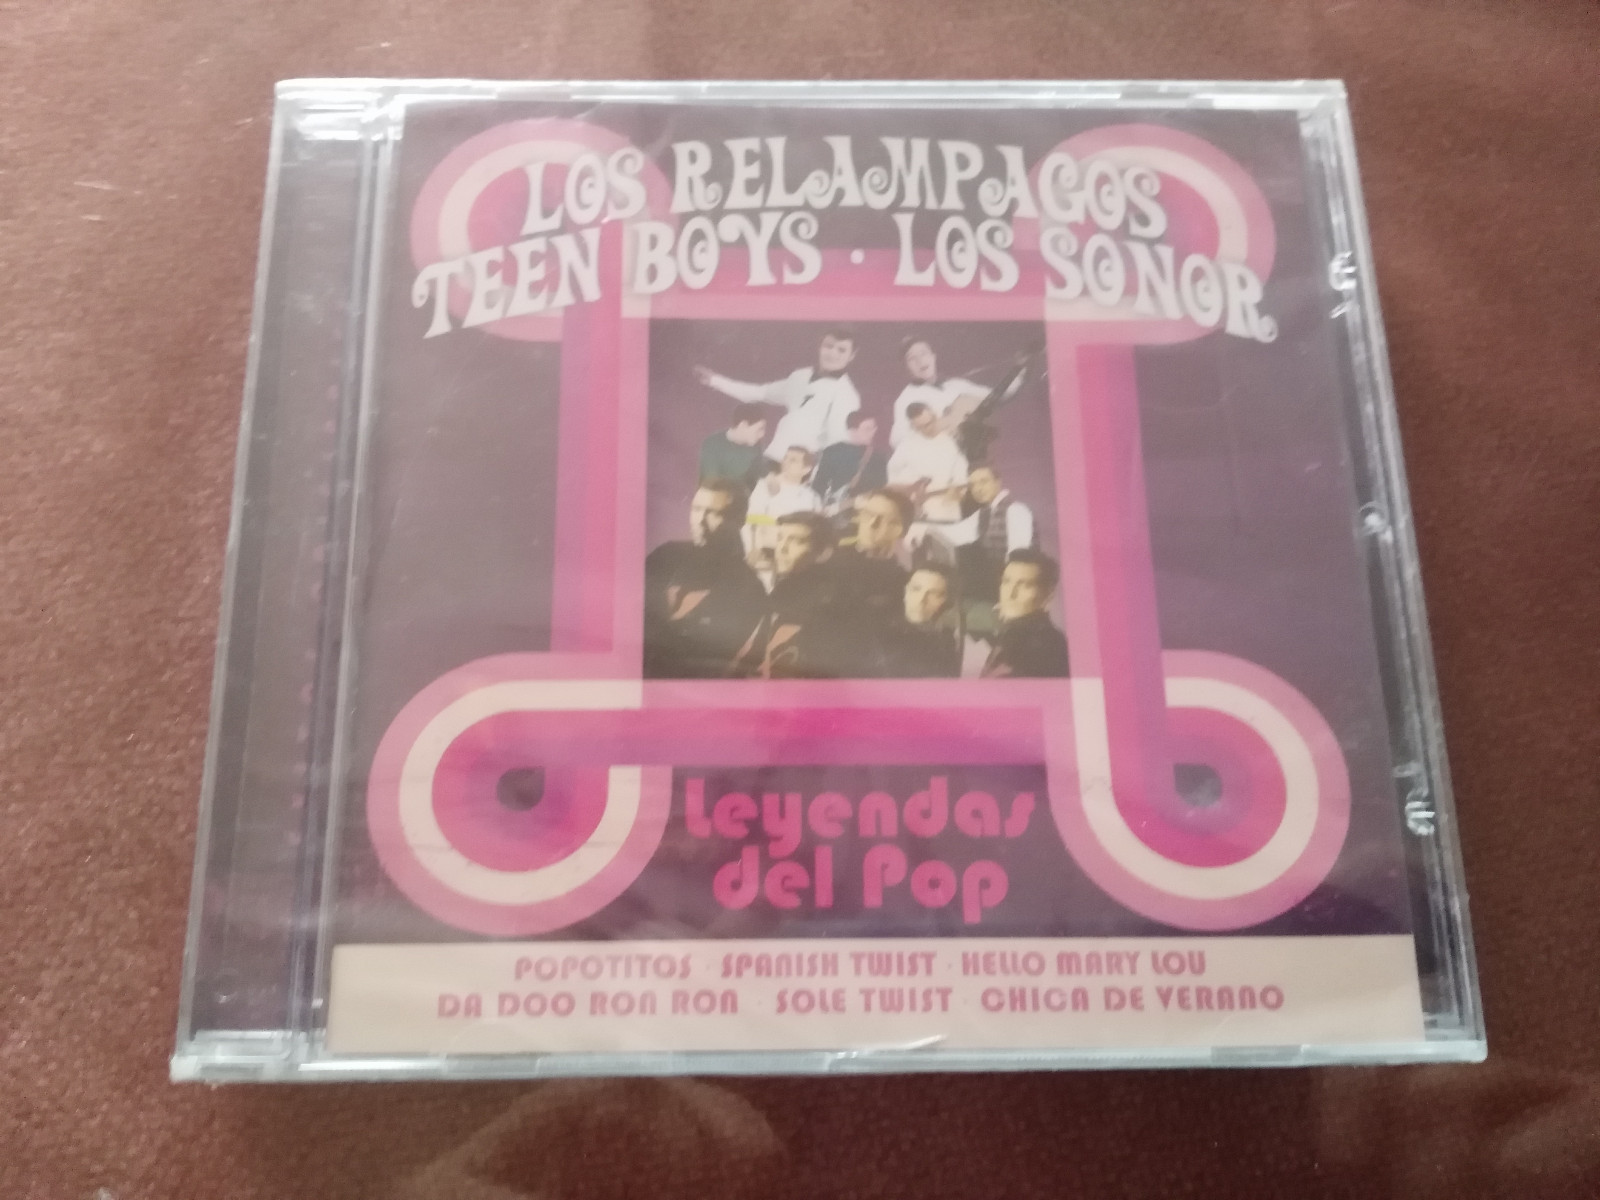 LOS RELAMPAGOS
TEEN BOYS · LOS SONOR
Leyendas
del Pop
POPOTITOS · SPANISH TWIST · HELLO MARY LOU
DA DOO RON RON · SOLE TWIST · CHICA DE VERANO